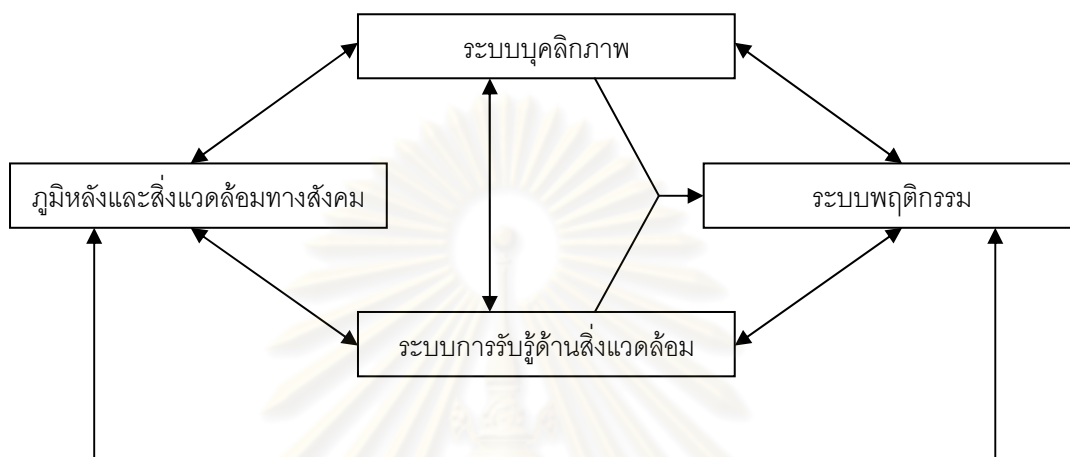 ระบบบุคลิกภาพ
ภูมิหลังและสิ่งแวดล้อมทางสังคม
ระบบพฤติกรรม
ระบบการรับรู้ด้านสิ่งแวดล้อม